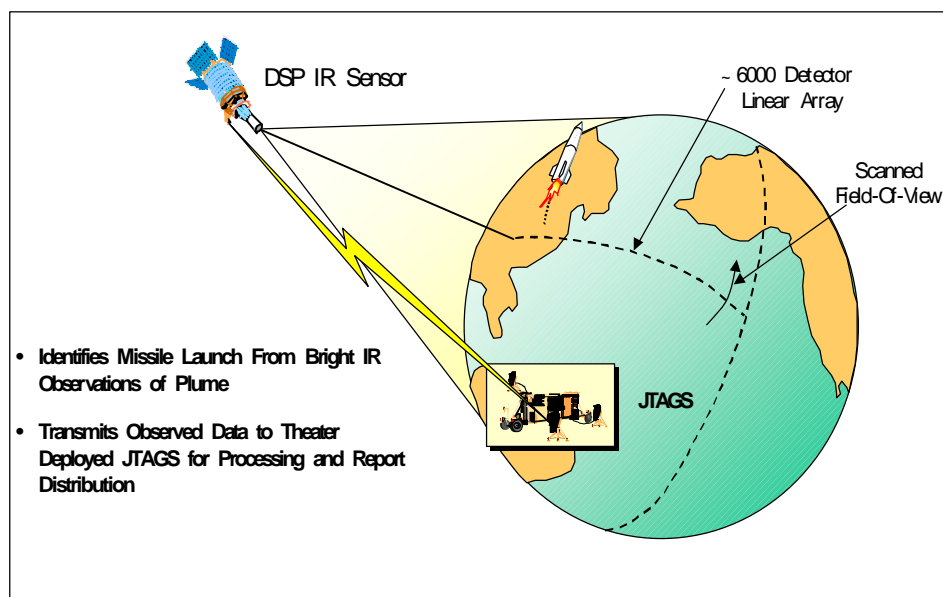 DSP IR Sensor
~ 6000 Detector
Linear Array
Scanned
Field-Of-View
• Identifies Missile Launch From Bright IR
Observations of Plume
• Transmits Observed Data to Theater
Deployed JTAGS for Processing and Report
Distribution
JTAGS